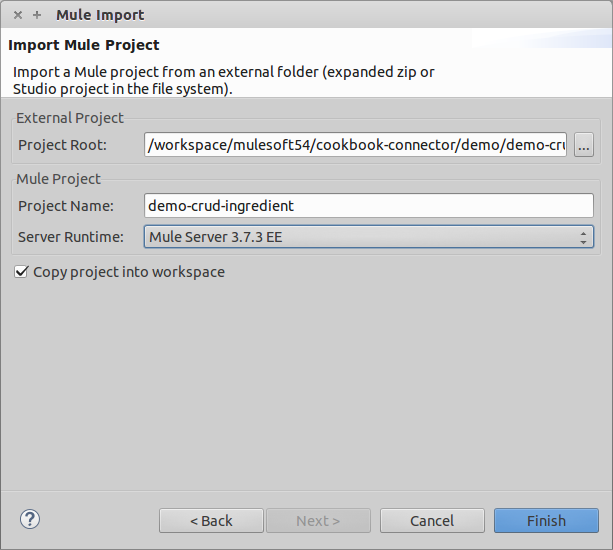 Mule Import
Import Mule Project
Import a Mule project from an external folder (expanded zip or
Studio project in the file system).
External Project
Project Root: /workspace/mulesoft54/cookbook-connector/demo/demo-cru ...
Mule Project
Project Name: demo-crud-ingredient
Server Runtime: Mule Server 3.7.3 EE
Copy project into workspace
? < Back Next > Cancel Finish